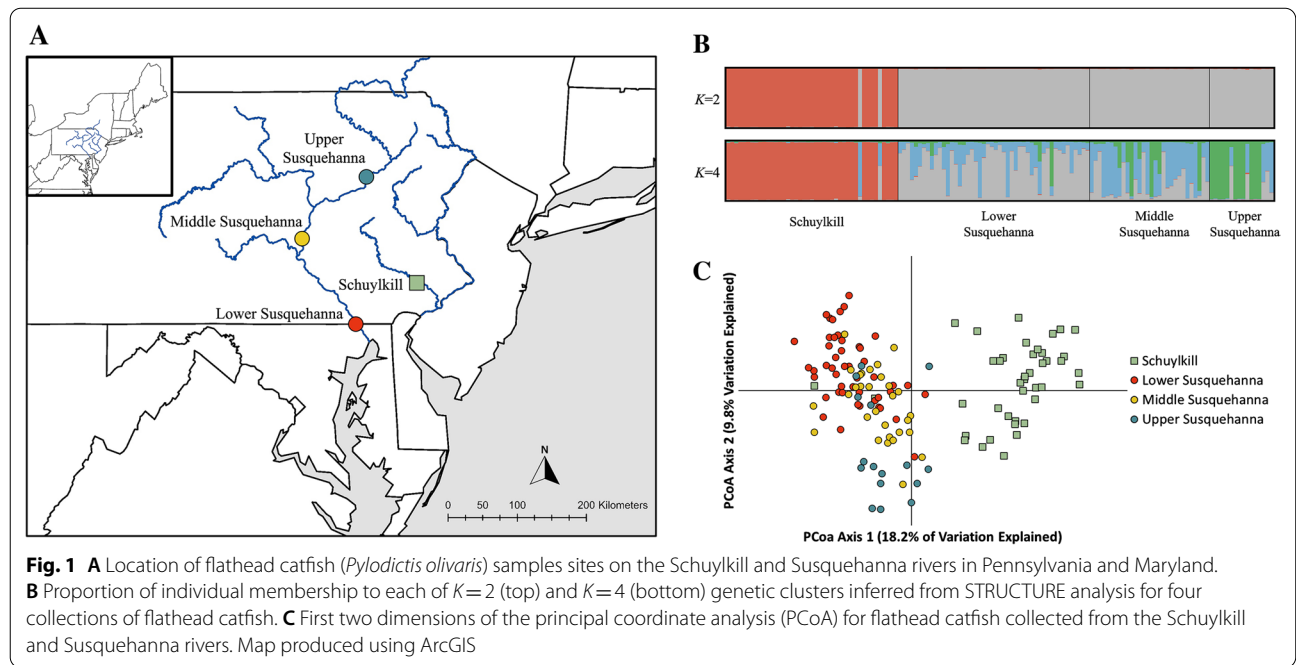 A
Upper
Susquehanna
Middle Susquehanna
Schuylkill
Lower Susquehanna
N
0 50 100 200 Kilometers
B
K=2
K=4
Schuylkill
Lower
Susquehanna
Middle
Susquehanna
Upper
Susquehanna
C
PCoA Axis 2 (9.8% Variation Explained)
Schuylkill
Lower Susquehanna
Middle Susquehanna
Upper Susquehanna
PCoa Axis 1 (18.2% of Variation Explained)
Fig. 1 A Location of flathead catfish (Pylodictis olivaris) samples sites on the Schuylkill and Susquehanna rivers in Pennsylvania and Maryland.
B Proportion of individual membership to each of K = 2 (top) and K = 4 (bottom) genetic clusters inferred from STRUCTURE analysis for four
collections of flathead catfish. C First two dimensions of the principal coordinate analysis (PCoA) for flathead catfish collected from the Schuylkill
and Susquehanna rivers. Map produced using ArcGIS